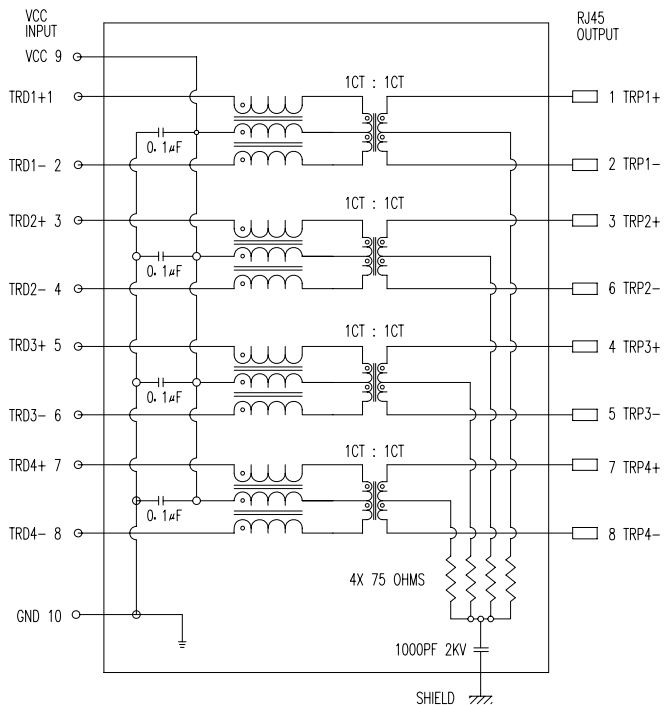 VCC
INPUT
RJ45
OUTPUT
VCC 9
1CT : 1CT
TRD1+1
1 TRP1+
0.1µF
TRD1- 2
2 TRP1-
1CT : 1CT
TRD2+ 3
3 TRP2+
0.1µF
TRD2- 4
6 TRP2-
1CT : 1CT
TRD3+ 5
4 TRP3+
0.1µF
TRD3- 6
5 TRP3-
1CT : 1CT
TRD4+ 7
7 TRP4+
0.1µF
TRD4- 8
8 TRP4-
4X 75 OHMS
GND 10
1000PF 2KV
SHIELD